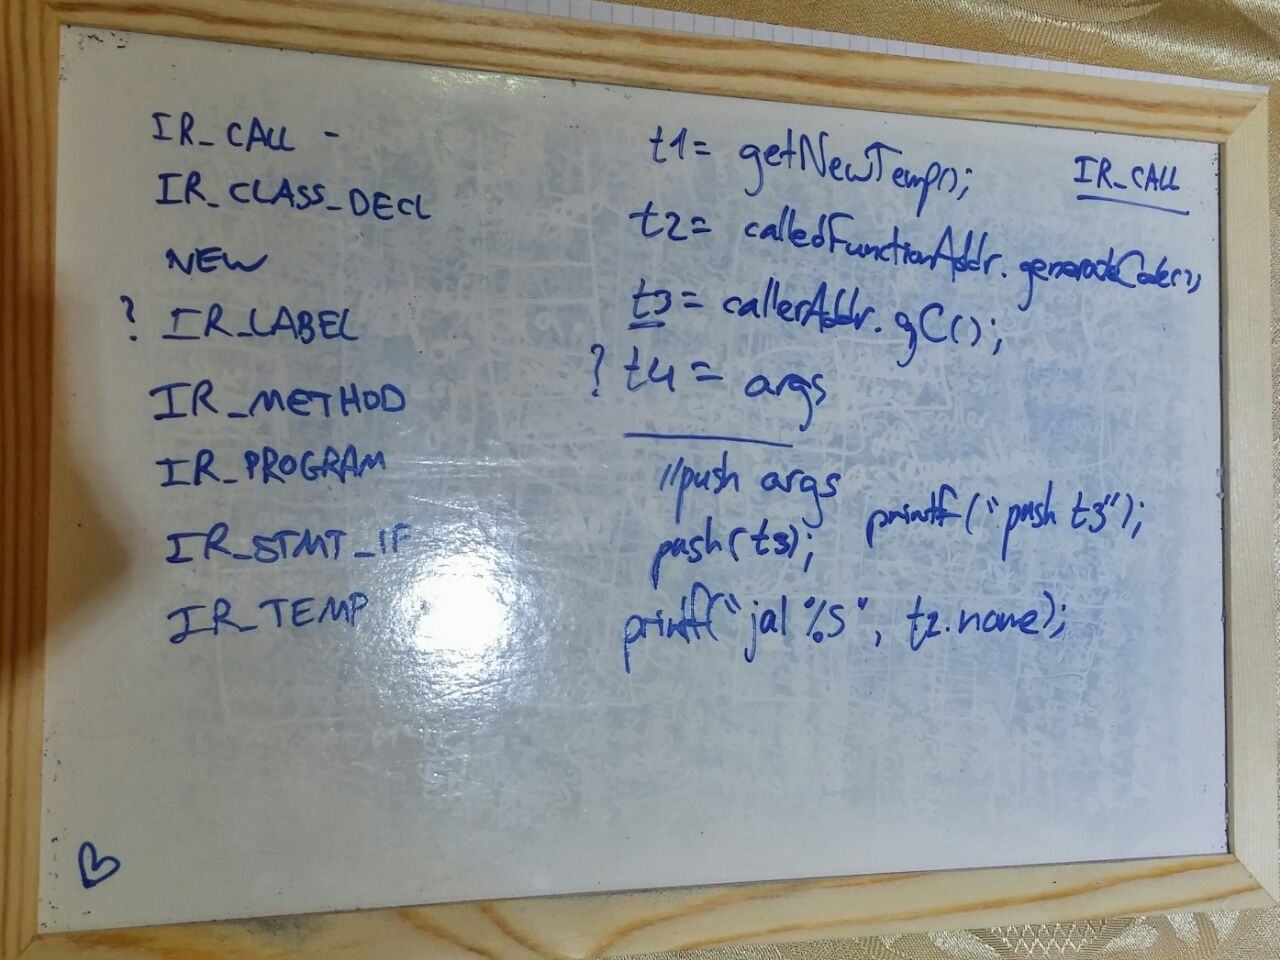 IR_CALL -
IR_CLASS_DECL
NEW
? IR_LABEL
IR_METHOD
IR_PROGRAM
IR_STMT_IF
IR_TEMP
IR_CALL
t1= getNewTemp();
t2= calledFunctionAddr.generateCode();
t3= callerAddr.gC();
? t4= args
//push args
push(t3); printf("push t3");
printf("jal %s", t2.name);